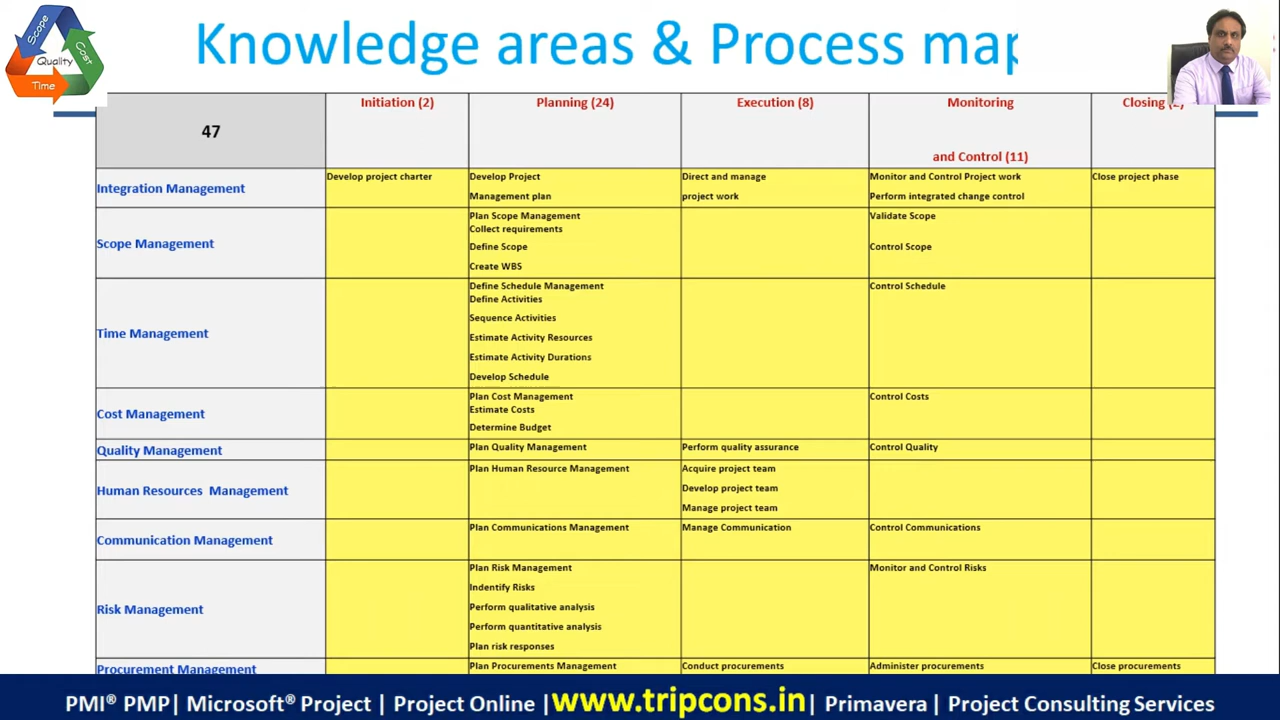 Scope
Cost
Quality
Time
Knowledge areas & Process map
47
Initiation (2)
Planning (24)
Execution (8)
Monitoring
and Control (11)
Closing
Integration Management
Develop project charter
Develop Project
Management plan
Direct and manage
project work
Monitor and Control Project work
Perform integrated change control
Close project phase
Scope Management
Plan Scope Management
Collect requirements
Define Scope
Create WBS
Validate Scope
Control Scope
Time Management
Define Schedule Management
Define Activities
Sequence Activities
Estimate Activity Resources
Estimate Activity Durations
Develop Schedule
Control Schedule
Cost Management
Plan Cost Management
Estimate Costs
Determine Budget
Control Costs
Quality Management
Plan Quality Management
Perform quality assurance
Control Quality
Human Resources Management
Plan Human Resource Management
Acquire project team
Develop project team
Manage project team
Communication Management
Plan Communications Management
Manage Communication
Control Communications
Risk Management
Plan Risk Management
Indentify Risks
Perform qualitative analysis
Perform quantitative analysis
Plan risk responses
Monitor and Control Risks
Procurement Management
Plan Procurements Management
Conduct procurements
Administer procurements
Close procurements
PMI® PMP| Microsoft® Project | Project Online |www.tripcons.in| Primavera | Project Consulting Services